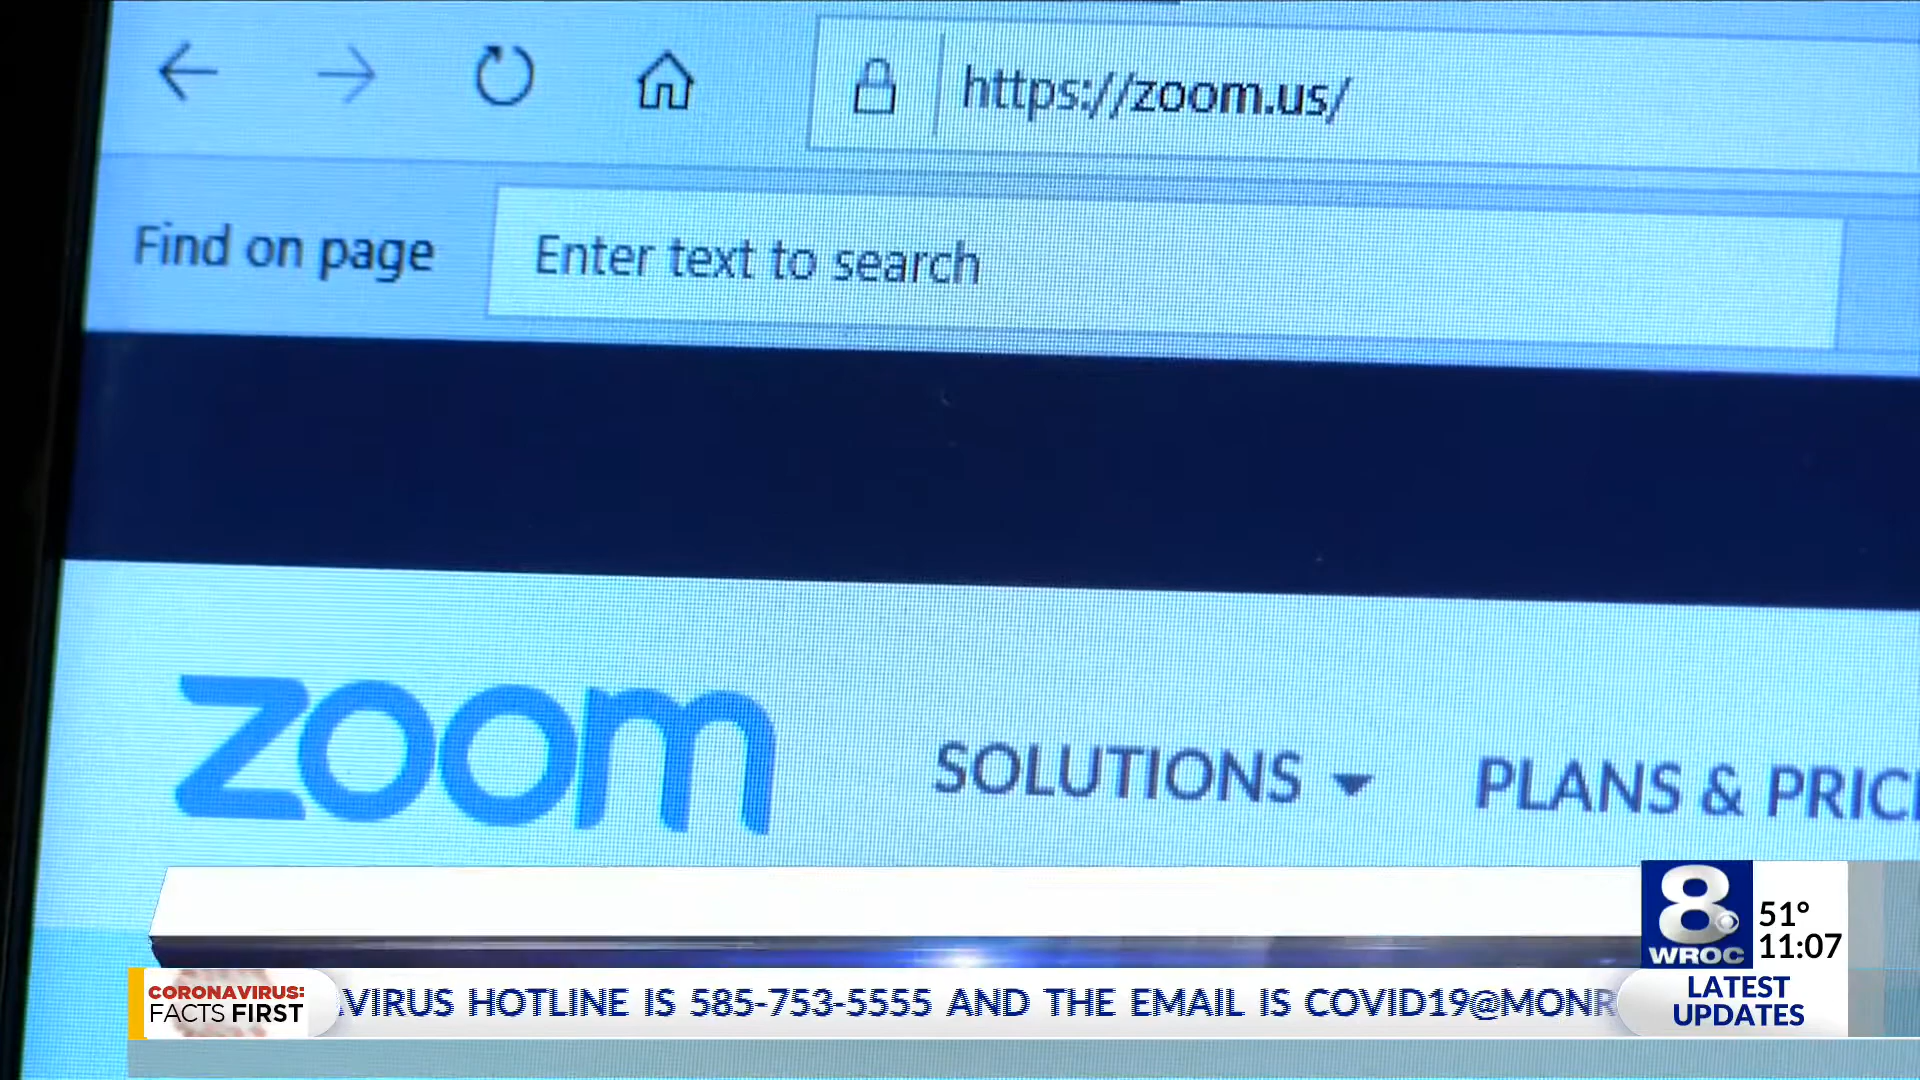 https://zoom.us/
Find on page
Enter text to search
zoom
SOLUTIONS
PLANS & PRIC
8
WROC
51°
11:07
CORONAVIRUS:
FACTS FIRST
VIRUS HOTLINE IS 585-753-5555 AND THE EMAIL IS COVID19@MONR
LATEST
UPDATES